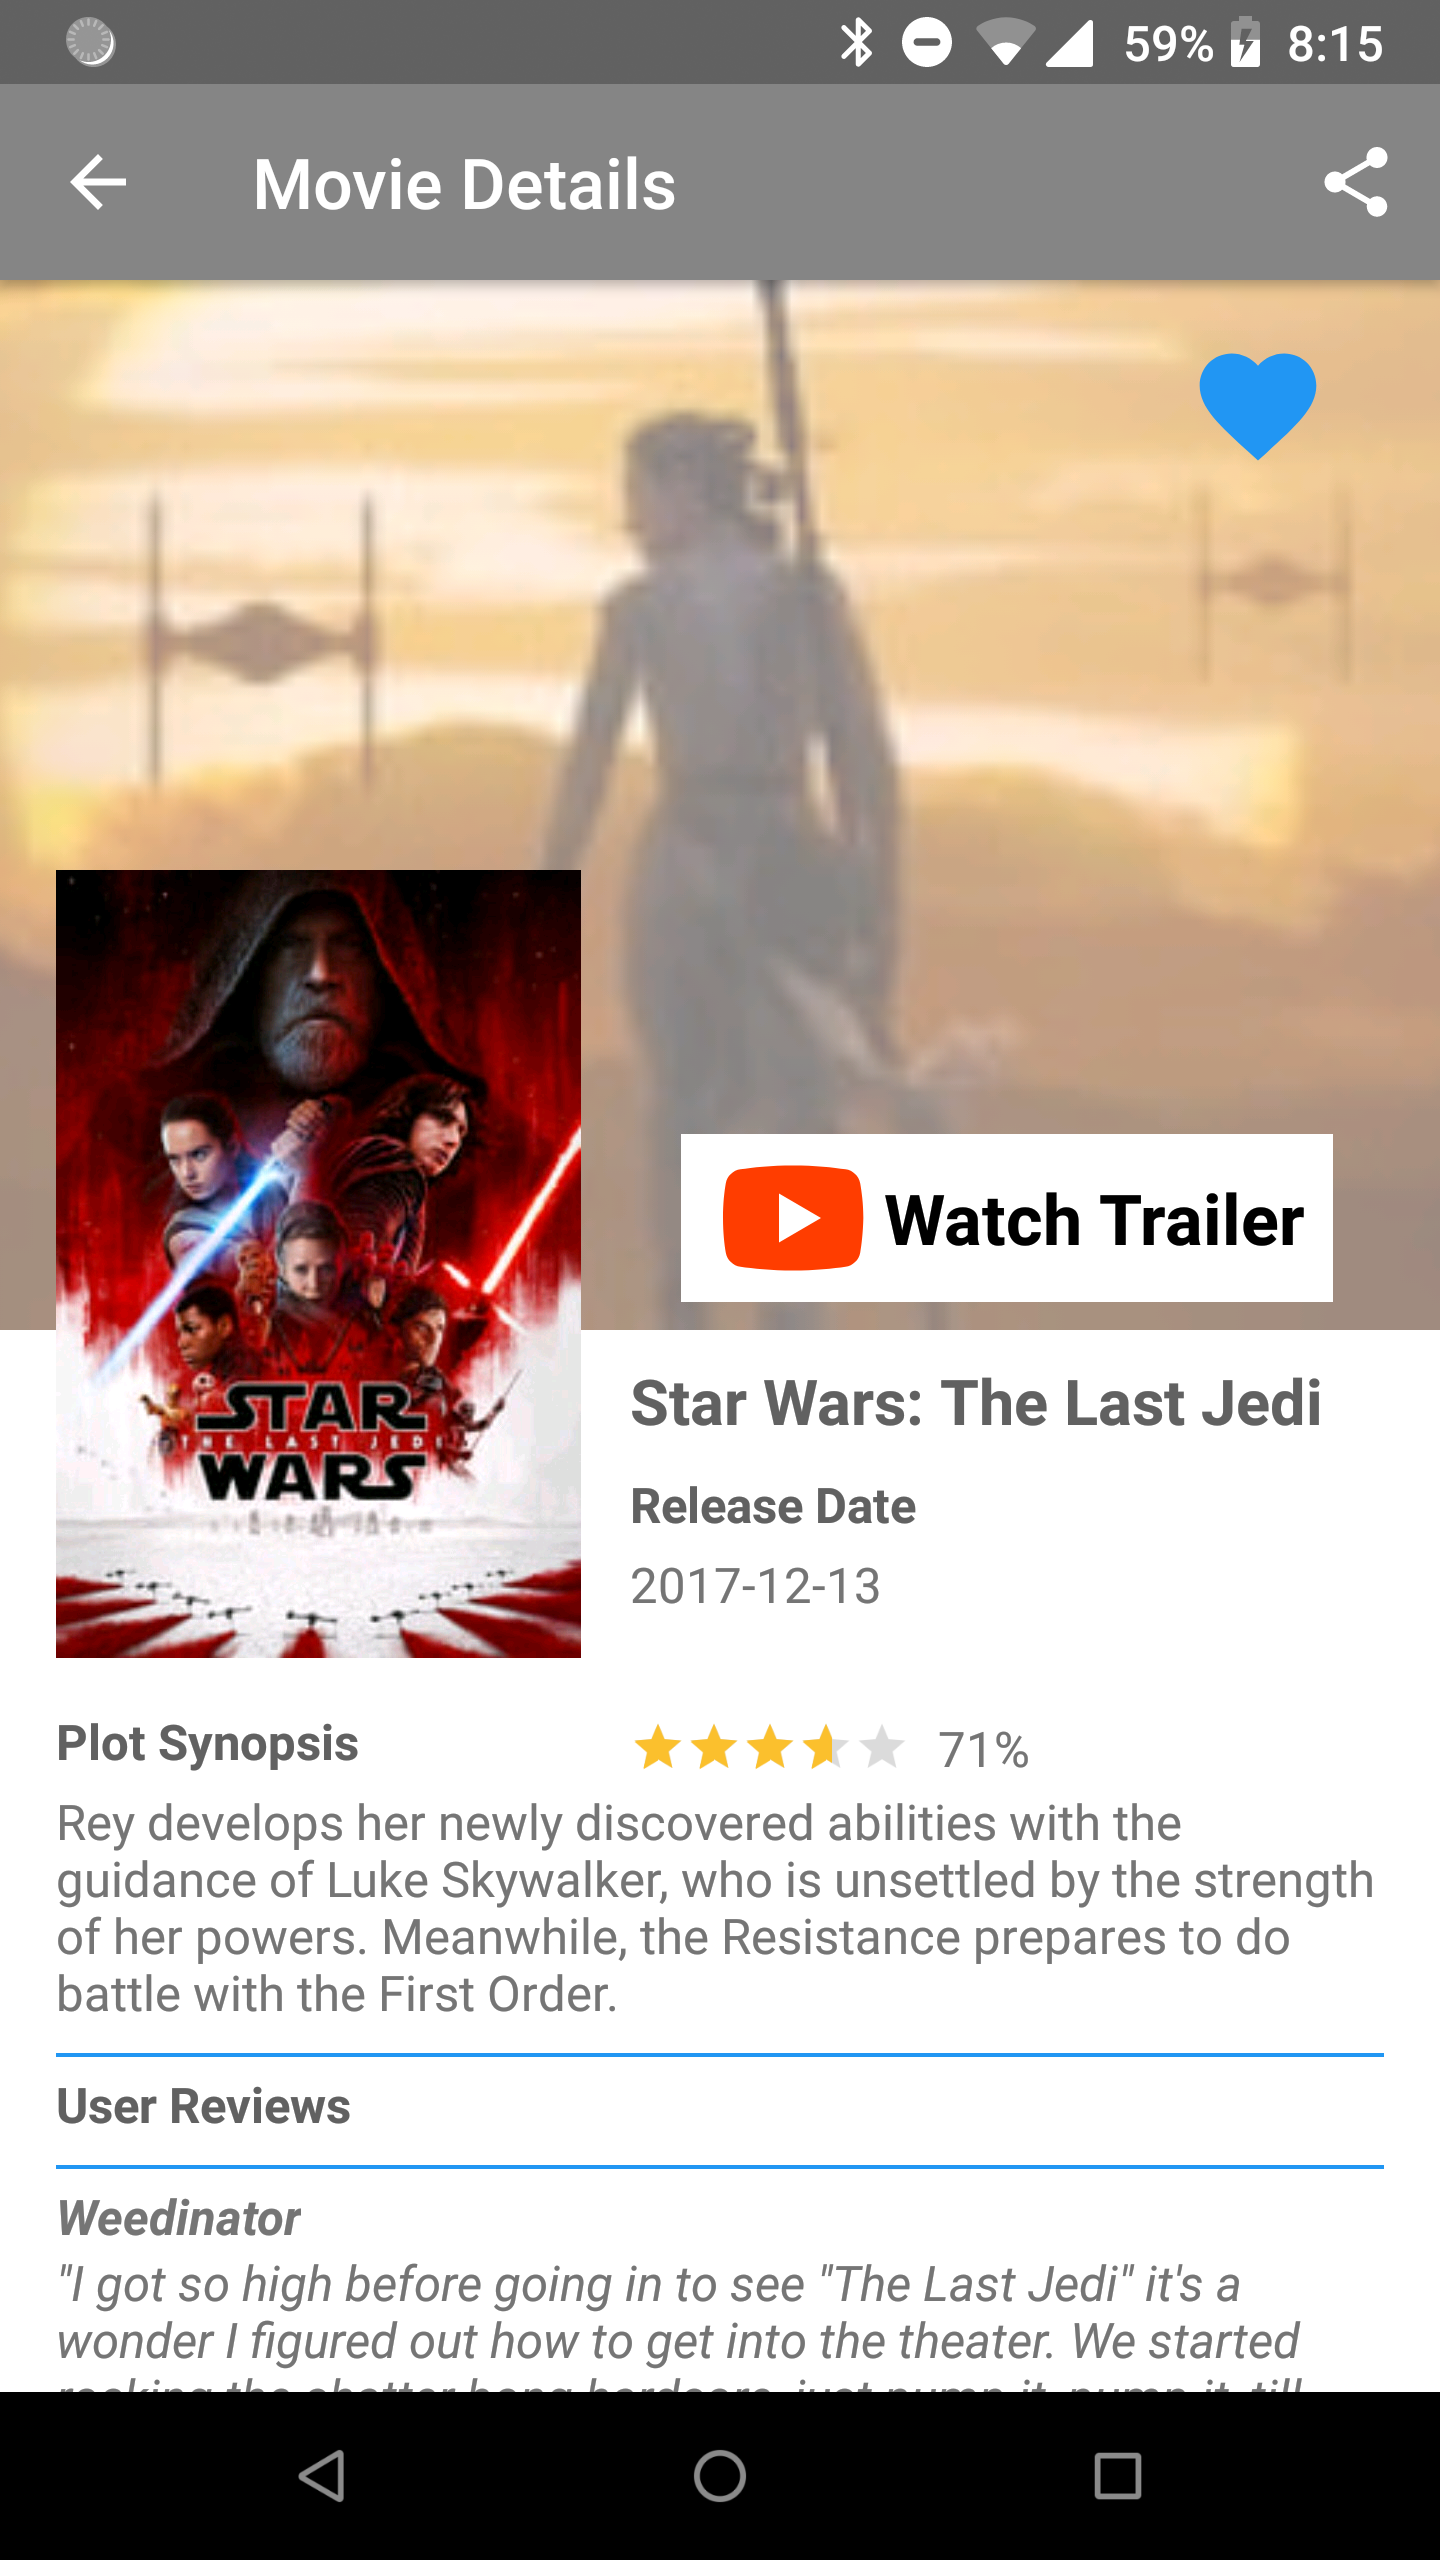 59% 8:15
Movie Details
Watch Trailer
STAR
THE LAST JEDI
WARS
Star Wars: The Last Jedi
Release Date
2017-12-13
Plot Synopsis
71%
Rey develops her newly discovered abilities with the
guidance of Luke Skywalker, who is unsettled by the strength
of her powers. Meanwhile, the Resistance prepares to do
battle with the First Order.
User Reviews
Weedinator
"I got so high before going in to see "The Last Jedi" it's a
wonder I figured out how to get into the theater. We started